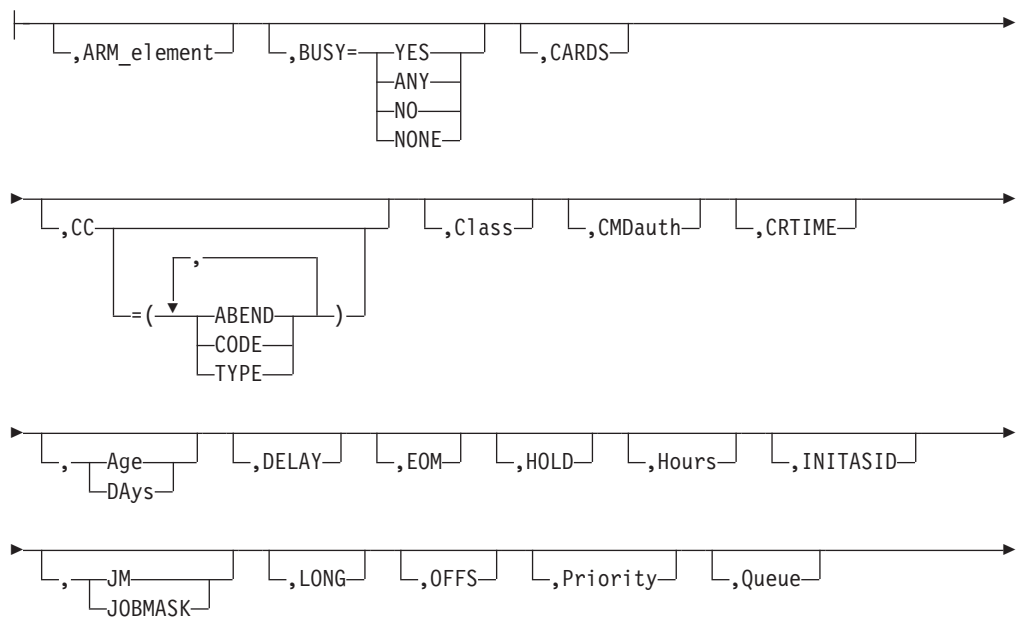 ,ARM_element ,BUSY= YES ,CARDS
ANY
NO
NONE
,CC ,Class ,CMDauth ,CRTIME
,
=( ABEND )
CODE
TYPE
, Age ,DELAY ,EOM ,HOLD ,Hours ,INITASID
DAys
, JM ,LONG ,OFFS ,Priority ,Queue
JOBMASK